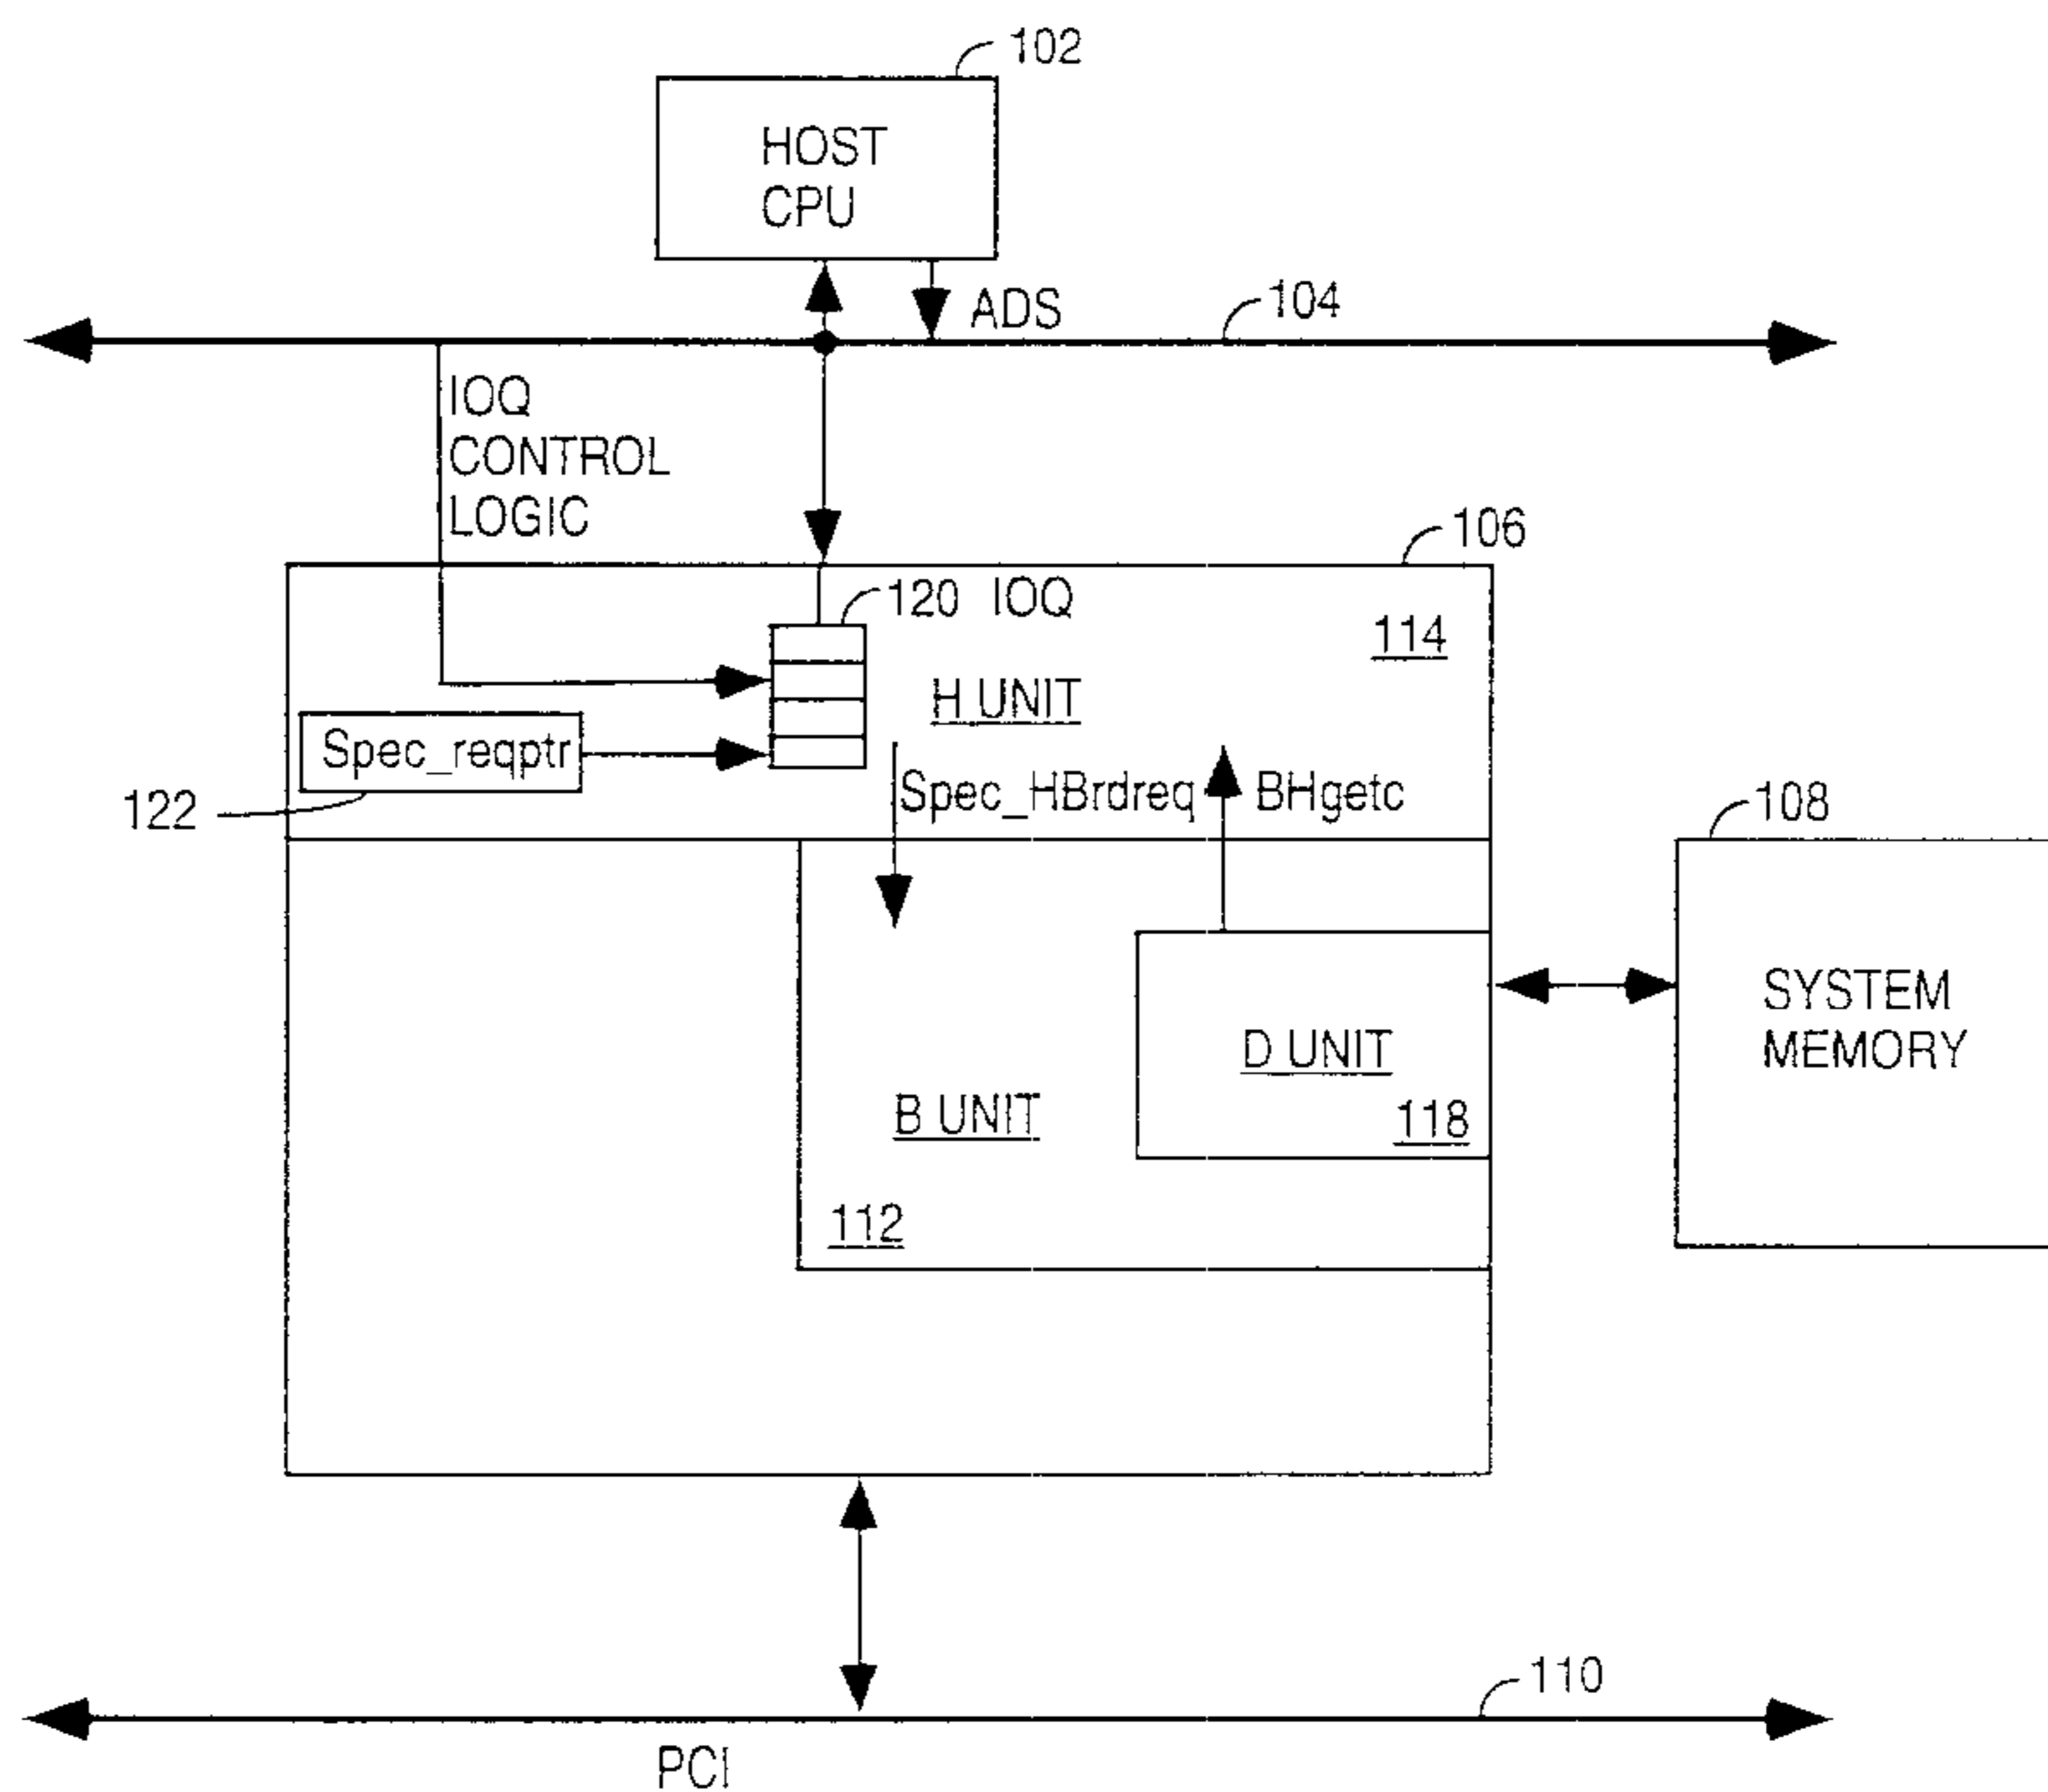 102
HOST
CPU
ADS
104
IOQ
CONTROL
LOGIC
106
120 IOQ
114
H UNIT
Spec_reqptr
122
Spec_HBrdreq
BHgetc
108
SYSTEM
MEMORY
D UNIT
118
B UNIT
112
110
PCI